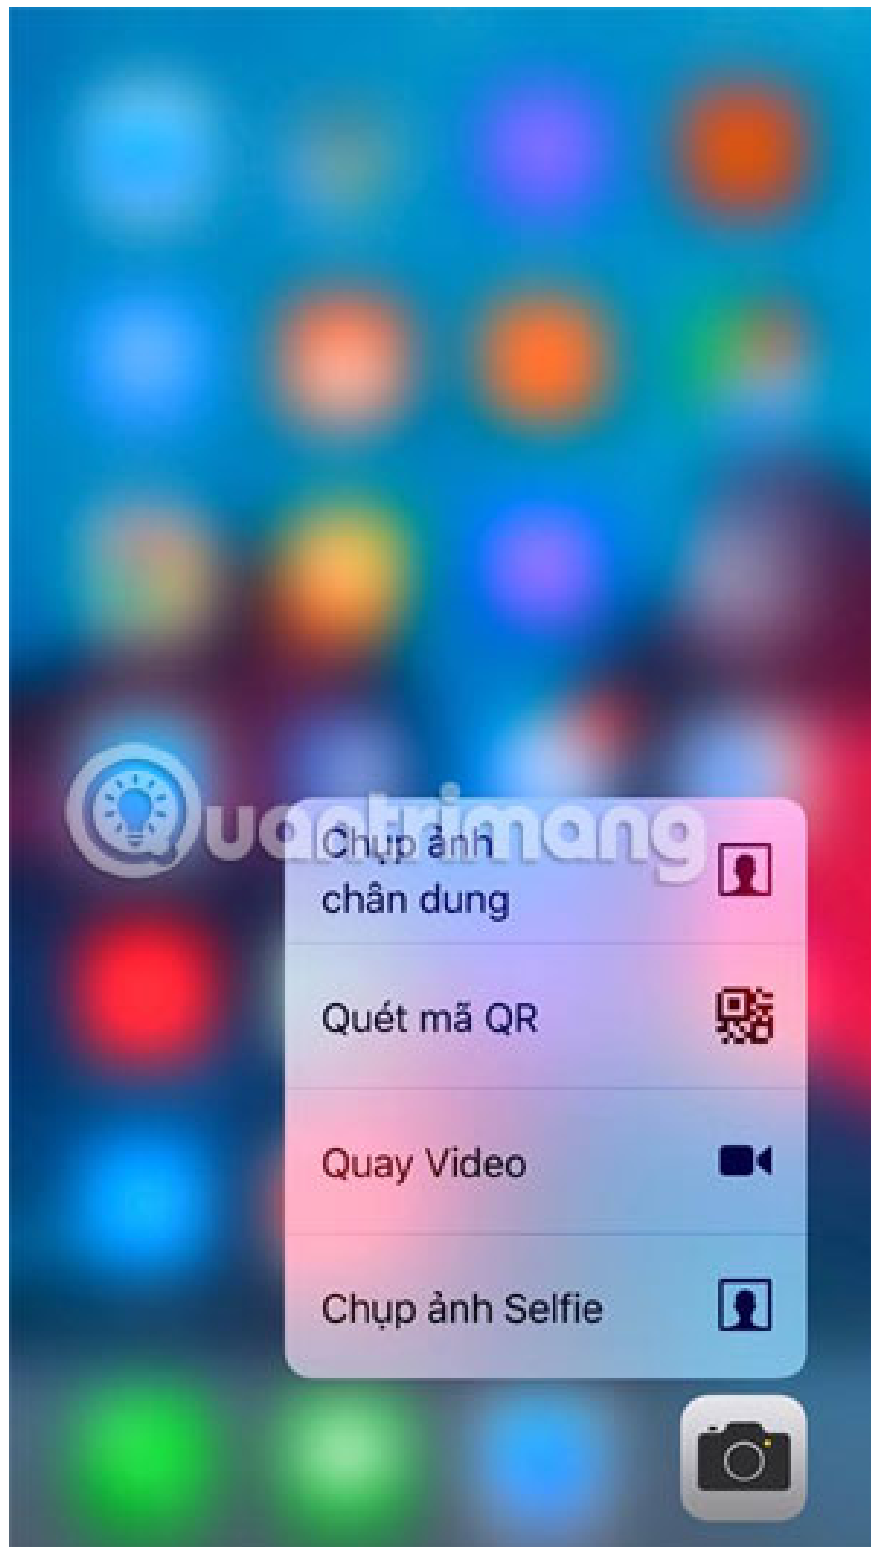 Quantrimang
Chụp ảnh
chân dung
Quét mã QR
Quay Video
Chụp ảnh Selfie